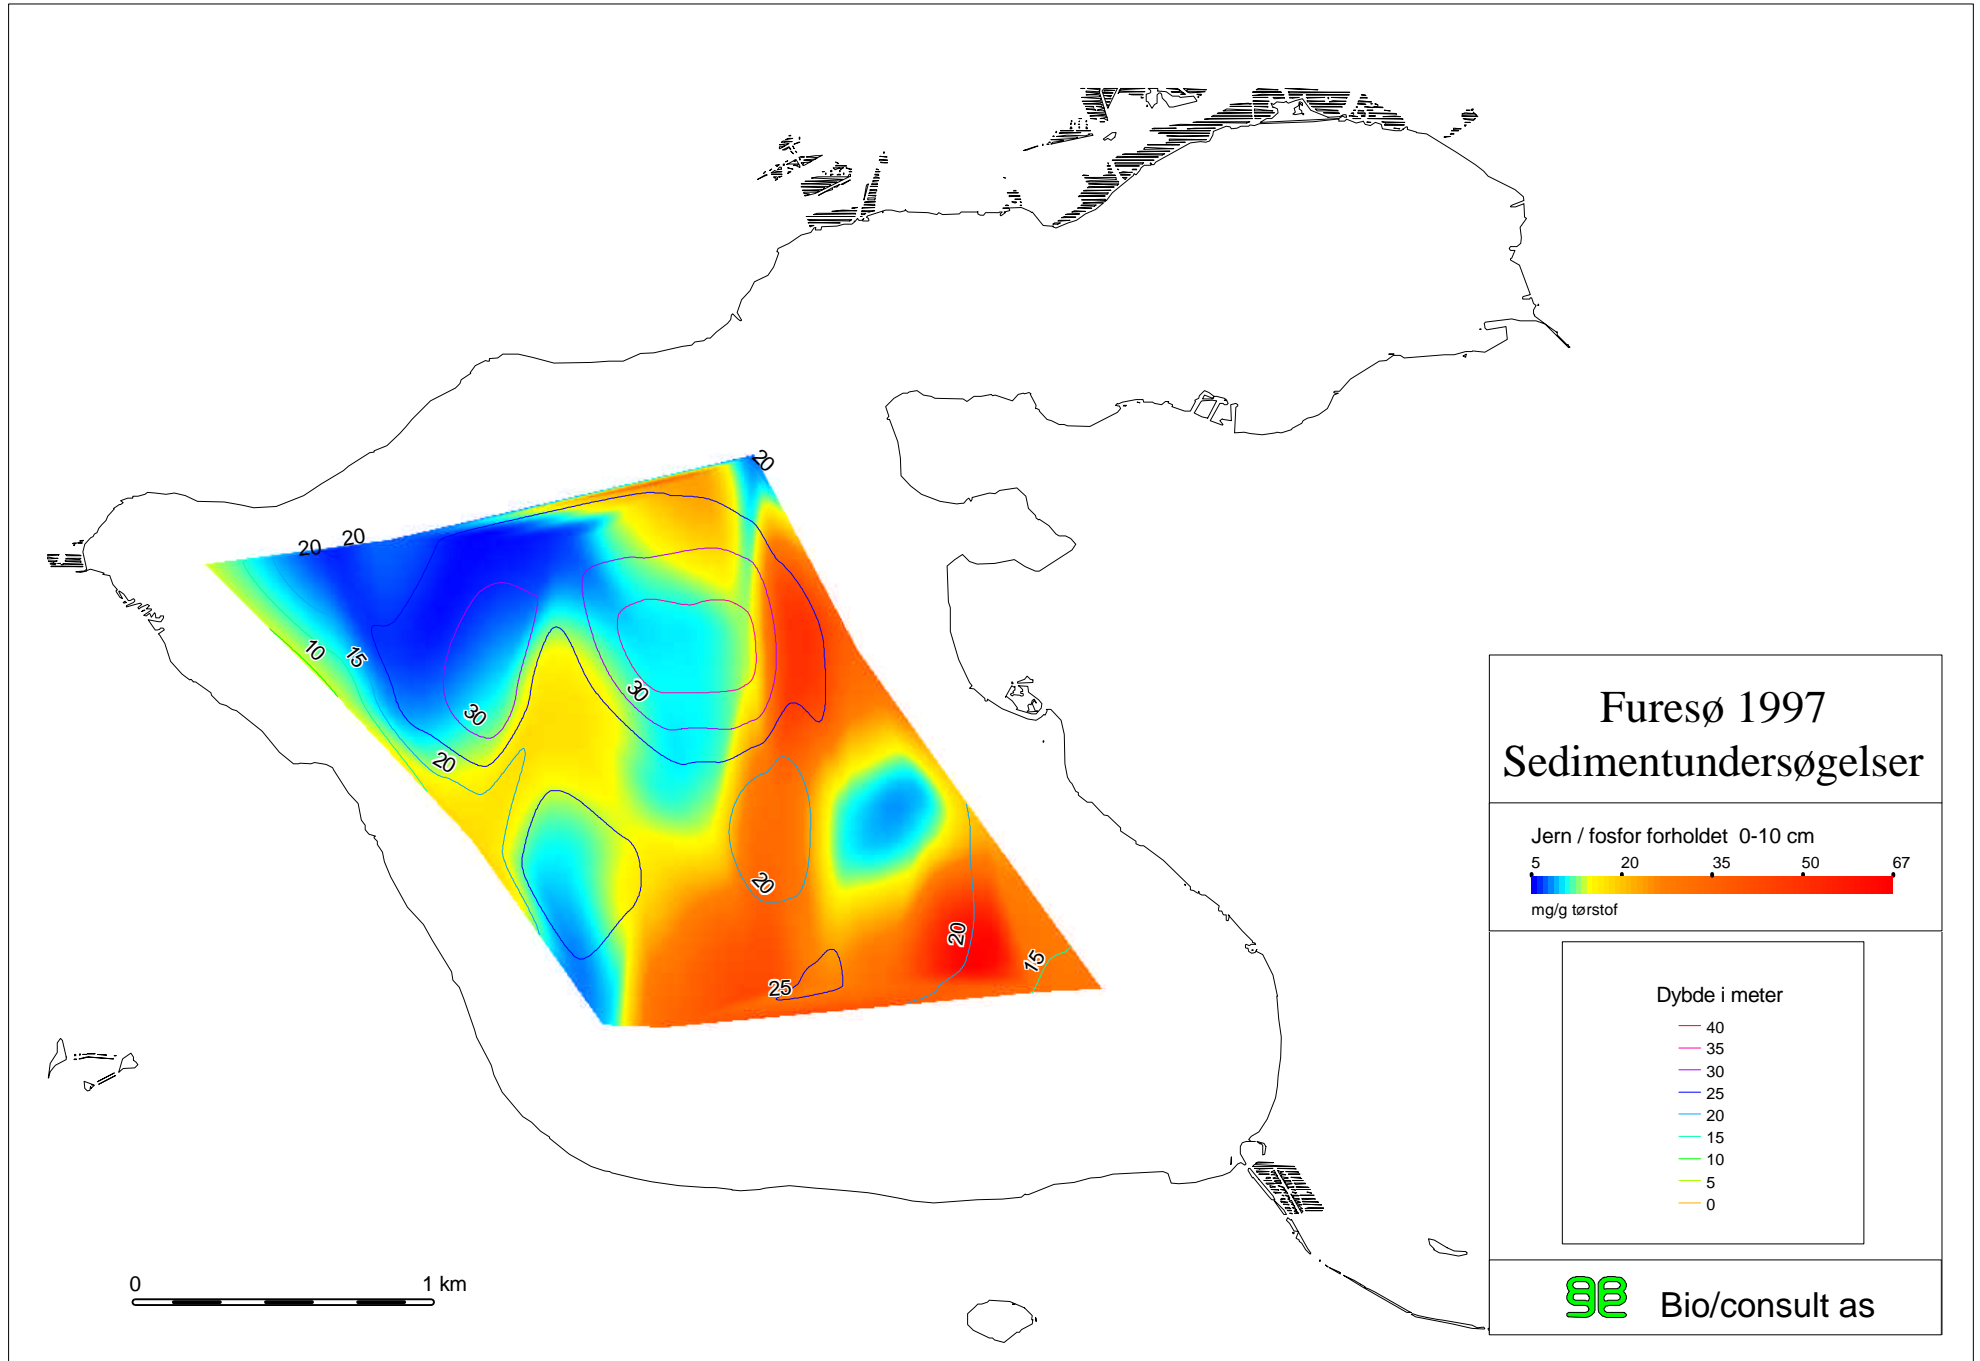 20
20
20
10
15
30
30
20
20
20
15
25
Furesø 1997
Sedimentundersøgelser
Jern / fosfor forholdet 0-10 cm
5 20 35 50 67
mg/g tørstof
Dybde i meter
40
35
30
25
20
15
10
5
0
0 1 km
Bio/consult as